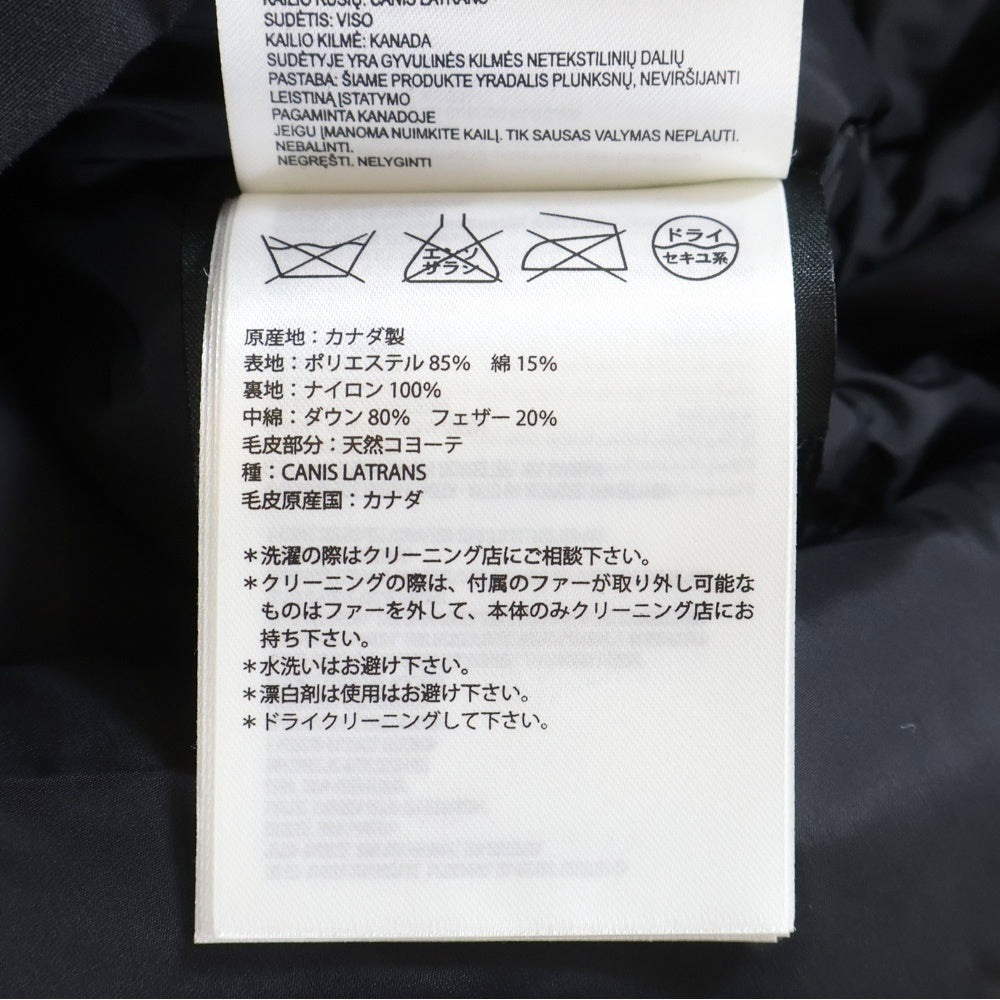 KAILIO RŪŠIŲ: CANIS LATRANS
SUDĖTIS: VISO
KAILIO KILMĖ: KANADA
SUDĖTYJE YRA GYVULINĖS KILMĖS NETEKSTILINIŲ DALIŲ
PASTABA: ŠIAME PRODUKTE YRADALIS PLUNKSNŲ, NEVIRŠIJANTI
LEISTINĄ ĮSTATYMO
PAGAMINTA KANADOJE
JEIGU ĮMANOMA NUIMKITE KAILĮ. TIK SAUSAS VALYMAS NEPLAUTI.
NEBALINTI.
NEGRĘŠTI. NELYGINTI
エンソ
サラシ
ドライ
セキユ系
原産地：カナダ製
表地：ポリエステル 85%　綿 15%
裏地：ナイロン 100%
中綿：ダウン 80%　フェザー 20%
毛皮部分：天然コヨーテ
種：CANIS LATRANS
毛皮原産国：カナダ
＊洗濯の際はクリーニング店にご相談下さい。
＊クリーニングの際は、付属のファーが取り外し可能な
ものはファーを外して、本体のみクリーニング店にお
持ち下さい。
＊水洗いはお避け下さい。
＊漂白剤は使用はお避け下さい。
＊ドライクリーニングして下さい。